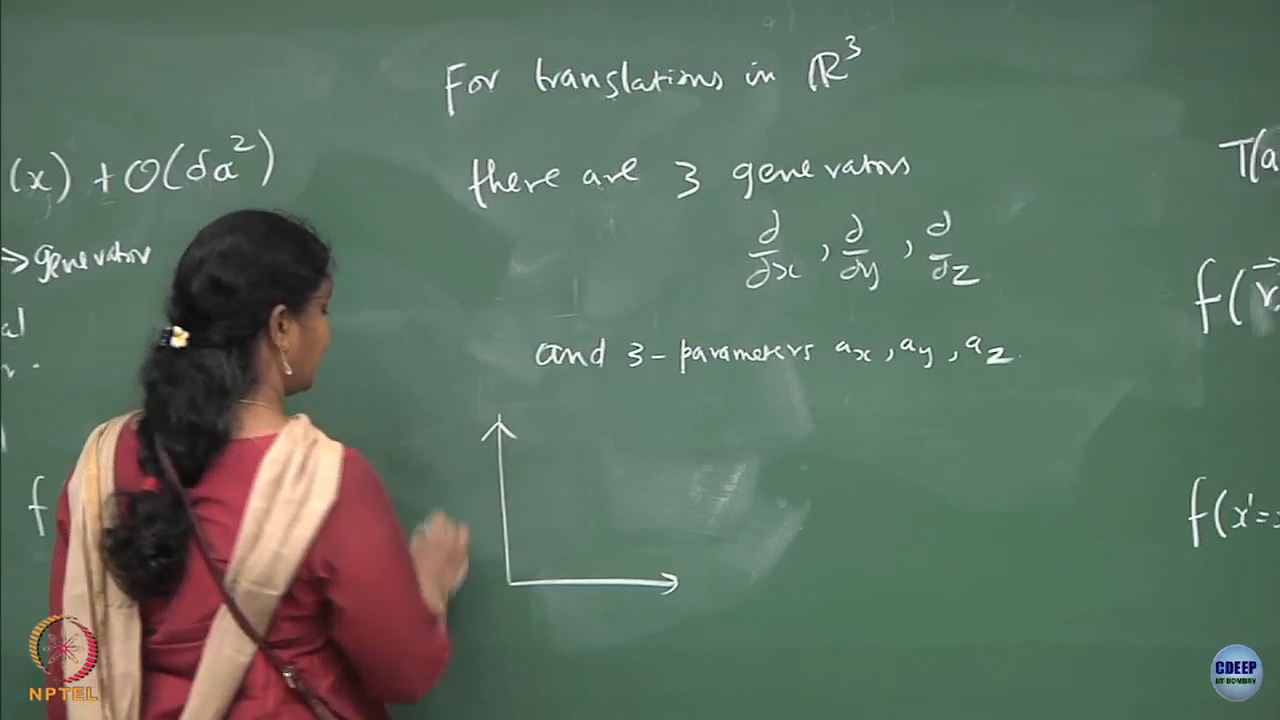 For translations in ℝ³
there are 3 generators
∂/∂x , ∂/∂y , ∂/∂z
and 3-parameters aₓ, a_y, a_z.
(x) + O(δa²)
→ generator
f
T(a
f(r⃗
f(x'=
NPTEL
CDEEP
IIT BOMBAY